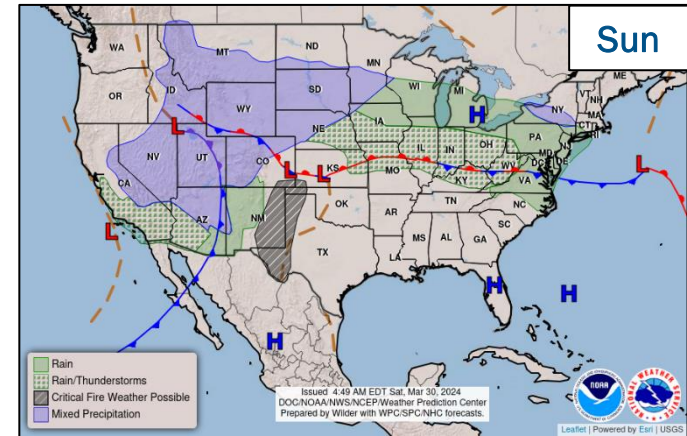 Sun
WA
MT
ND
MN
ME
OR
ID
WI
MI
VT
NH
SD
WY
NY
MA
CT
RI
IA
NE
PA
NJ
OH
IL
IN
MD
DE
DC
NV
UT
CO
KS
MO
WV
VA
KY
CA
OK
TN
NC
AZ
NM
AR
SC
MS
AL
GA
TX
LA
FL
H
L
L
L
L
L
H
H
H
Rain
Rain/Thunderstorms
Critical Fire Weather Possible
Mixed Precipitation
Issued 4:49 AM EDT Sat, Mar 30, 2024
DOC/NOAA/NWS/NCEP/Weather Prediction Center
Prepared by Wilder with WPC/SPC/NHC forecasts.
NOAA
Leaflet | Powered by Esri | USGS